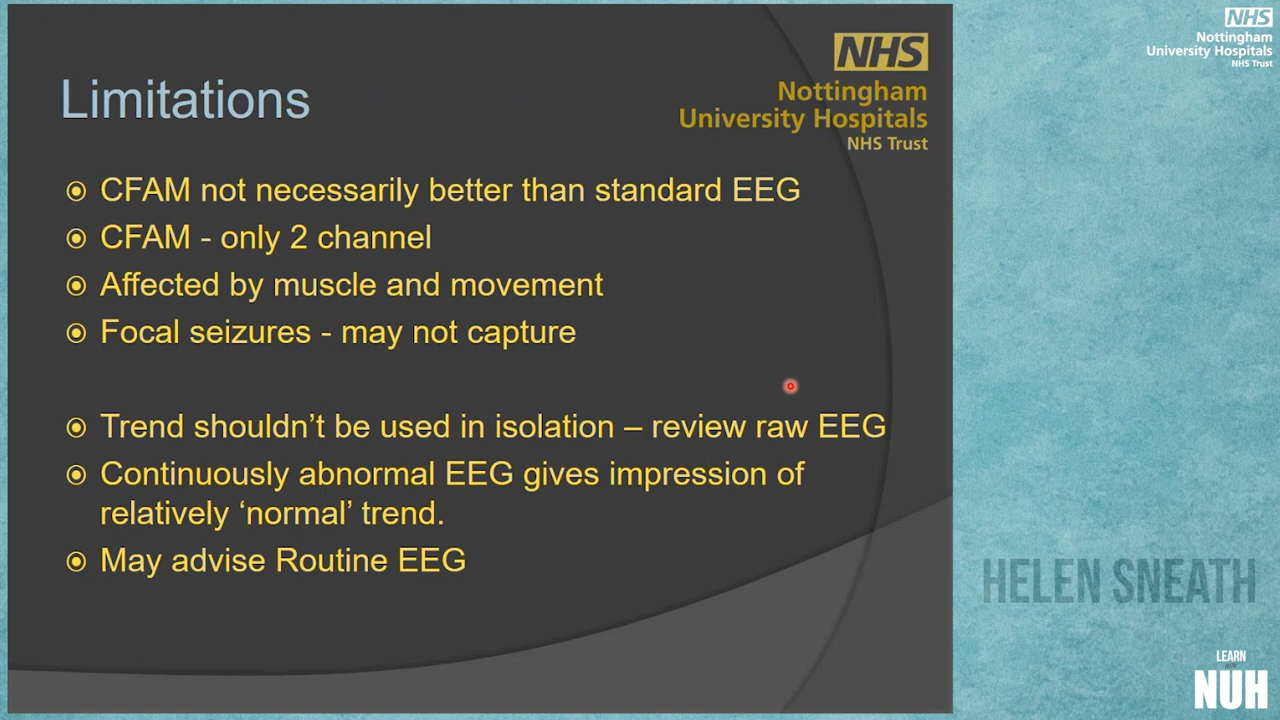 Limitations
NHS
Nottingham
University Hospitals
NHS Trust
CFAM not necessarily better than standard EEG
CFAM - only 2 channel
Affected by muscle and movement
Focal seizures - may not capture
Trend shouldn’t be used in isolation – review raw EEG
Continuously abnormal EEG gives impression of
relatively ‘normal’ trend.
May advise Routine EEG
NHS
Nottingham
University Hospitals
NHS Trust
HELEN SNEATH
LEARN
NUH